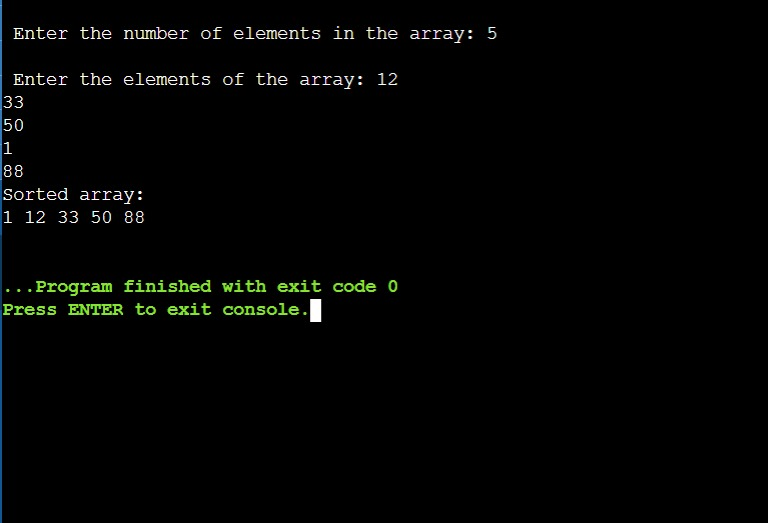 Enter the number of elements in the array: 5
Enter the elements of the array: 12
33
50
1
88
Sorted array:
1 12 33 50 88
...Program finished with exit code 0
Press ENTER to exit console.